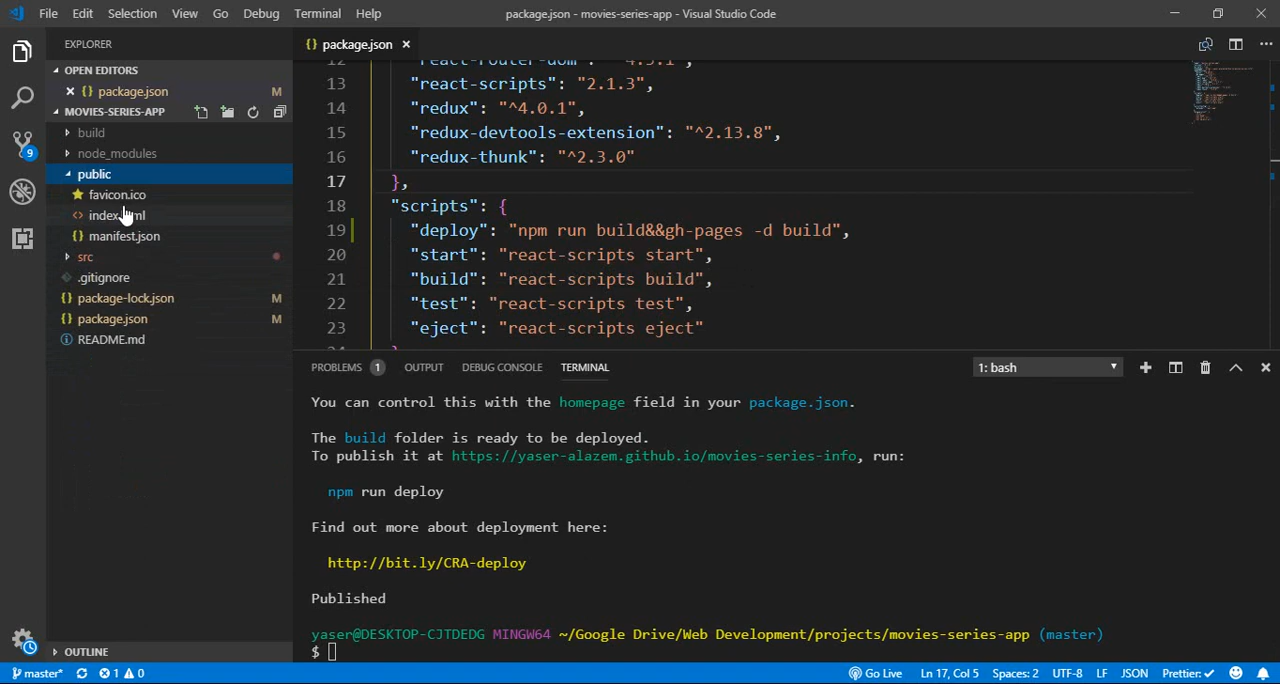 File Edit Selection View Go Debug Terminal Help
package.json - movies-series-app - Visual Studio Code
EXPLORER
OPEN EDITORS
{} package.json M
MOVIES-SERIES-APP
build
node_modules
public
favicon.ico
manifest.json
src
.gitignore
package-lock.json M
package.json M
README.md
OUTLINE
9
{} package.json
13 "react-scripts": "2.1.3",
14 "redux": "^4.0.1",
15 "redux-devtools-extension": "^2.13.8",
16 "redux-thunk": "^2.3.0"
17 },
18 "scripts": {
19 "deploy": "npm run build&&gh-pages -d build",
20 "start": "react-scripts start",
21 "build": "react-scripts build",
22 "test": "react-scripts test",
23 "eject": "react-scripts eject"
PROBLEMS 1 OUTPUT DEBUG CONSOLE TERMINAL 1: bash
You can control this with the homepage field in your package.json.
The build folder is ready to be deployed.
To publish it at https://yaser-alazem.github.io/movies-series-info, run:
npm run deploy
Find out more about deployment here:
http://bit.ly/CRA-deploy
Published
yaser@DESKTOP-CJTDEDG MINGW64 ~/Google Drive/Web Development/projects/movies-series-app (master)
$
master* 1 0 Go Live Ln 17, Col 5 Spaces: 2 UTF-8 LF JSON Prettier: ✓